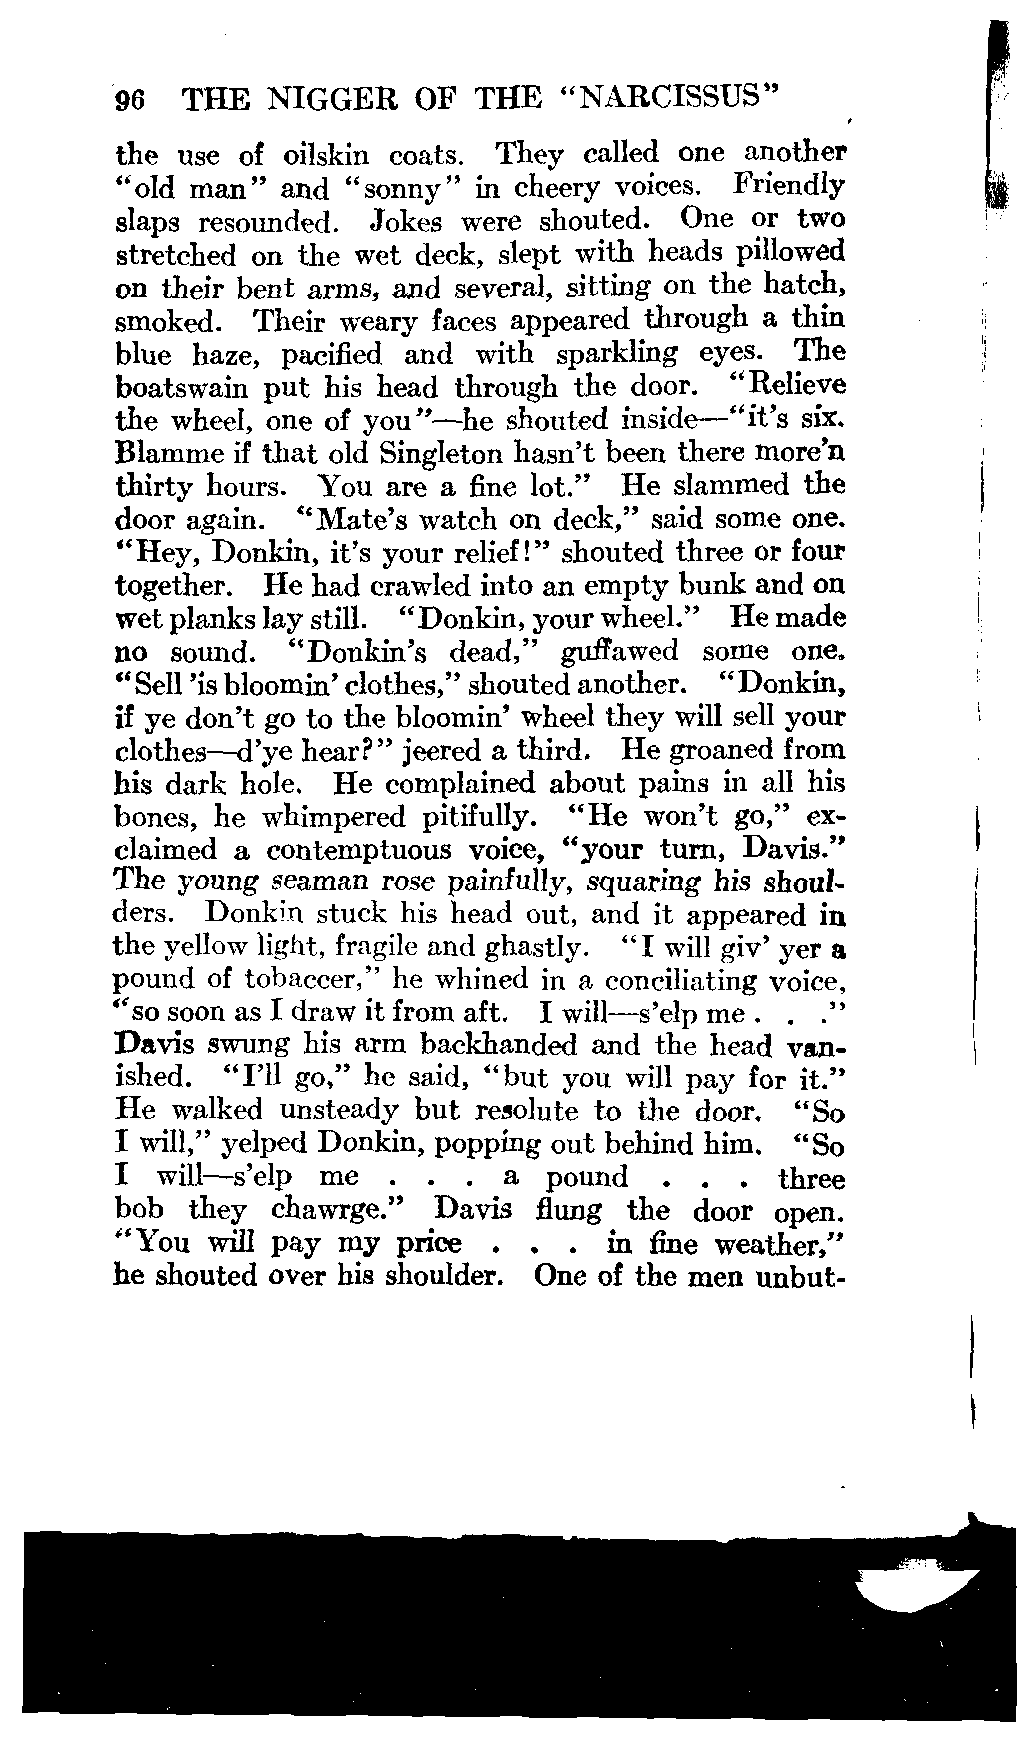 96 THE NIGGER OF THE "NARCISSUS"
the use of oilskin coats. They called one another
"old man" and "sonny" in cheery voices. Friendly
slaps resounded. Jokes were shouted. One or two
stretched on the wet deck, slept with heads pillowed
on their bent arms, and several, sitting on the hatch,
smoked. Their weary faces appeared through a thin
blue haze, pacified and with sparkling eyes. The
boatswain put his head through the door. "Relieve
the wheel, one of you"—he shouted inside—"it's six.
Blamme if that old Singleton hasn't been there more'n
thirty hours. You are a fine lot." He slammed the
door again. "Mate's watch on deck," said some one.
"Hey, Donkin, it's your relief!" shouted three or four
together. He had crawled into an empty bunk and on
wet planks lay still. "Donkin, your wheel." He made
no sound. "Donkin's dead," guffawed some one.
"Sell 'is bloomin' clothes," shouted another. "Donkin,
if ye don't go to the bloomin' wheel they will sell your
clothes—d'ye hear?" jeered a third. He groaned from
his dark hole. He complained about pains in all his
bones, he whimpered pitifully. "He won't go," ex-
claimed a contemptuous voice, "your turn, Davis."
The young seaman rose painfully, squaring his shoul-
ders. Donkin stuck his head out, and it appeared in
the yellow light, fragile and ghastly. "I will giv' yer a
pound of tobaccer," he whined in a conciliating voice,
"so soon as I draw it from aft. I will—s'elp me . . ."
Davis swung his arm backhanded and the head van-
ished. "I'll go," he said, "but you will pay for it."
He walked unsteady but resolute to the door. "So
I will," yelped Donkin, popping out behind him. "So
I will—s'elp me . . . a pound . . . three
bob they chawrge." Davis flung the door open.
"You will pay my price . . . in fine weather,"
he shouted over his shoulder. One of the men unbut-